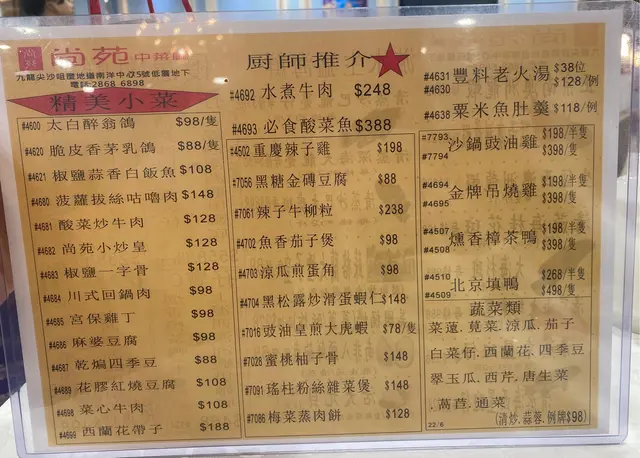 尚苑
尚苑中菜廳
九龍尖沙咀廣地道南洋中心75號低層地下
電話2868 6898
精美小菜
#4600 太白醉翁鴿 $98/隻
#4620 脆皮香茅乳鴿 $88/隻
#4621 椒鹽蒜香白飯魚 $108
#4680 菠蘿拔絲咕嚕肉 $148
#4681 酸菜炒牛肉 $128
#4682 尚苑小炒皇 $128
#4683 椒鹽一字骨 $128
#4684 川式回鍋肉 $98
#4685 宮保雞丁 $98
#4686 麻婆豆腐 $98
#4687 乾煸四季豆 $88
#4689 花膠紅燒豆腐 $108
#4698 菜心牛肉 $108
#4699 西蘭花帶子 $188
厨師推介
#4692 水煮牛肉 $248
#4693 必食酸菜魚 $388
#4502 重慶辣子雞 $198
#7056 黑糖金磚豆腐 $88
#7061 辣子牛柳粒 $238
#4702 魚香茄子煲 $98
#4703 涼瓜煎蛋角 $98
#4704 黑松露炒滑蛋蝦仁 $148
#7016 豉油皇煎大虎蝦 $78/隻
#7028 蜜桃柚子骨 $148
#7091 瑤柱粉絲雜菜煲 $148
#7086 梅菜蒸肉餅 $128
#4631 豐料老火湯 $38位
#4630 $128/例
#4638 粟米魚肚羹 $118/例
#7793 沙鍋豉油雞 $198/半隻
#7794 $398/隻
#4694 金牌吊燒雞 $198/半隻
#4695 $398/隻
#4507 燻香樟茶鴨 $198/半隻
#4508 $398/隻
#4510 北京填鴨 $268/半隻
#4509 $498/隻
蔬菜類
菜薳.莧菜.涼瓜.茄子
白菜仔.西蘭花.四季豆
翠玉瓜.西芹.唐生菜
.萵苣.通菜
22.6 (清炒.蒜蓉.例牌$98)